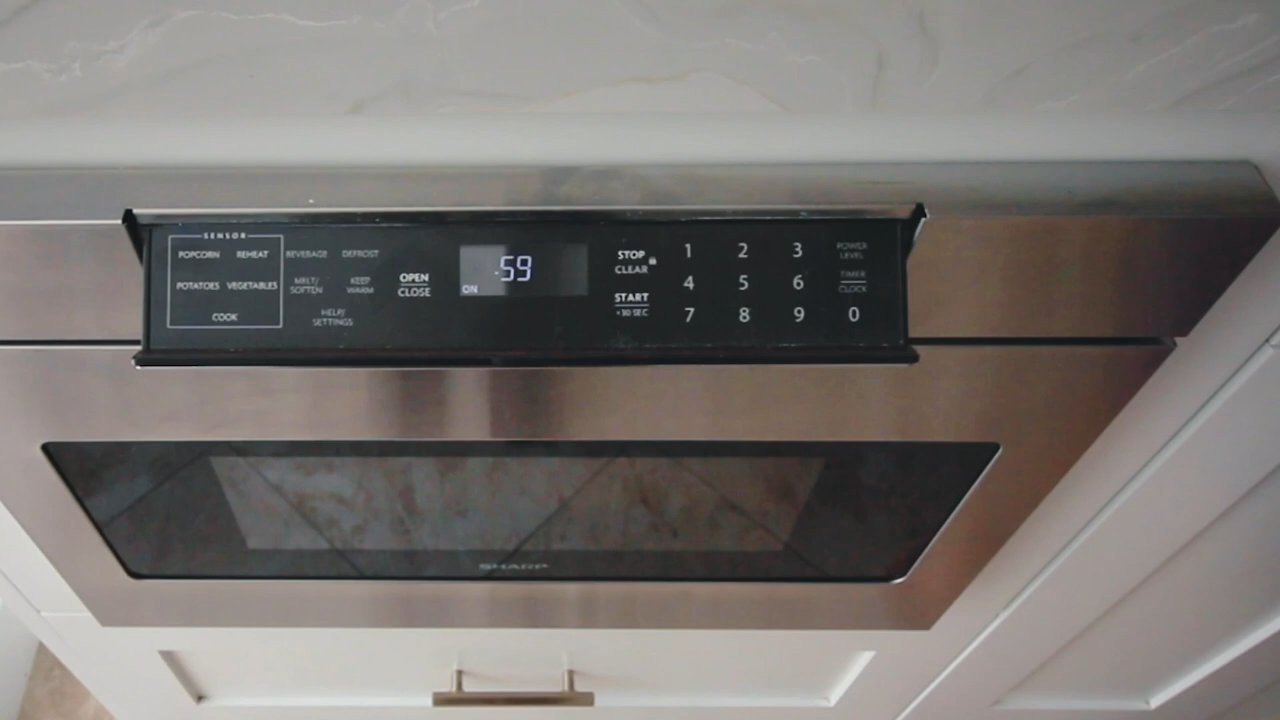 SENSOR
POPCORN REHEAT
POTATOES VEGETABLES
COOK
BEVERAGE DEFROST
MELT/ SOFTEN
KEEP WARM
HELP/ SETTINGS
OPEN
CLOSE
:59
ON
STOP
CLEAR
START
+30 SEC
1 2 3
4 5 6
7 8 9 0
POWER LEVEL
TIMER
CLOCK
SHARP